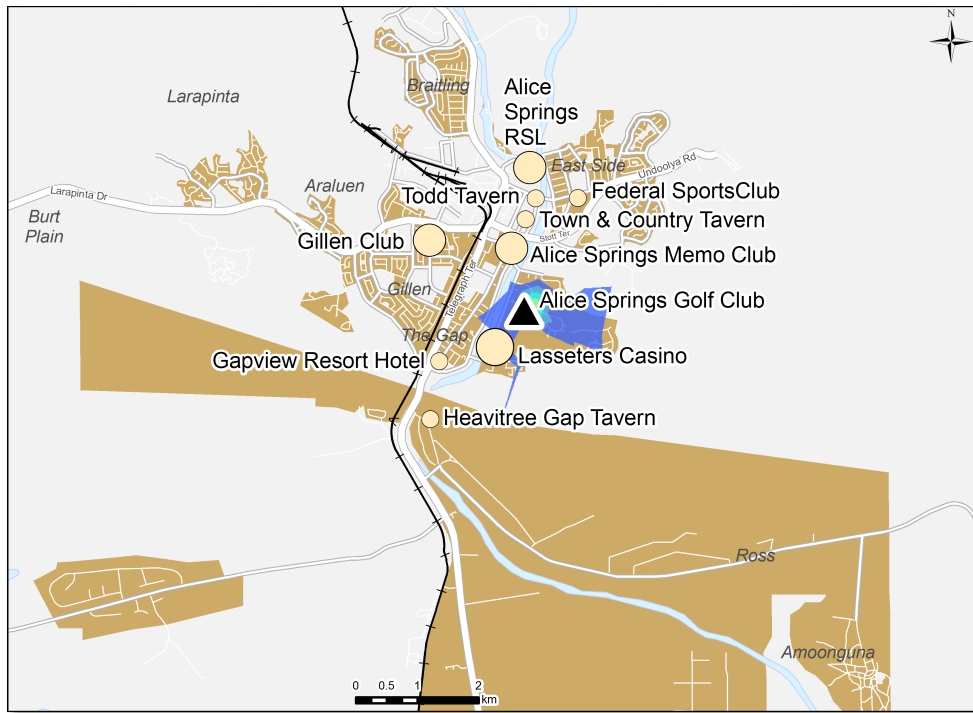 N
Larapinta
Braitling
Alice
Springs
RSL
East Side
Undoolya Rd
Larapinta Dr
Araluen
Todd Tavern
Federal SportsClub
Burt
Plain
Town & Country Tavern
Gillen Club
Stott Ter
Alice Springs Memo Club
Telegraph Ter
Gillen
Alice Springs Golf Club
The Gap
Gapview Resort Hotel
Lasseters Casino
Heavitree Gap Tavern
Ross
Amoonguna
0 0.5 1 2
km